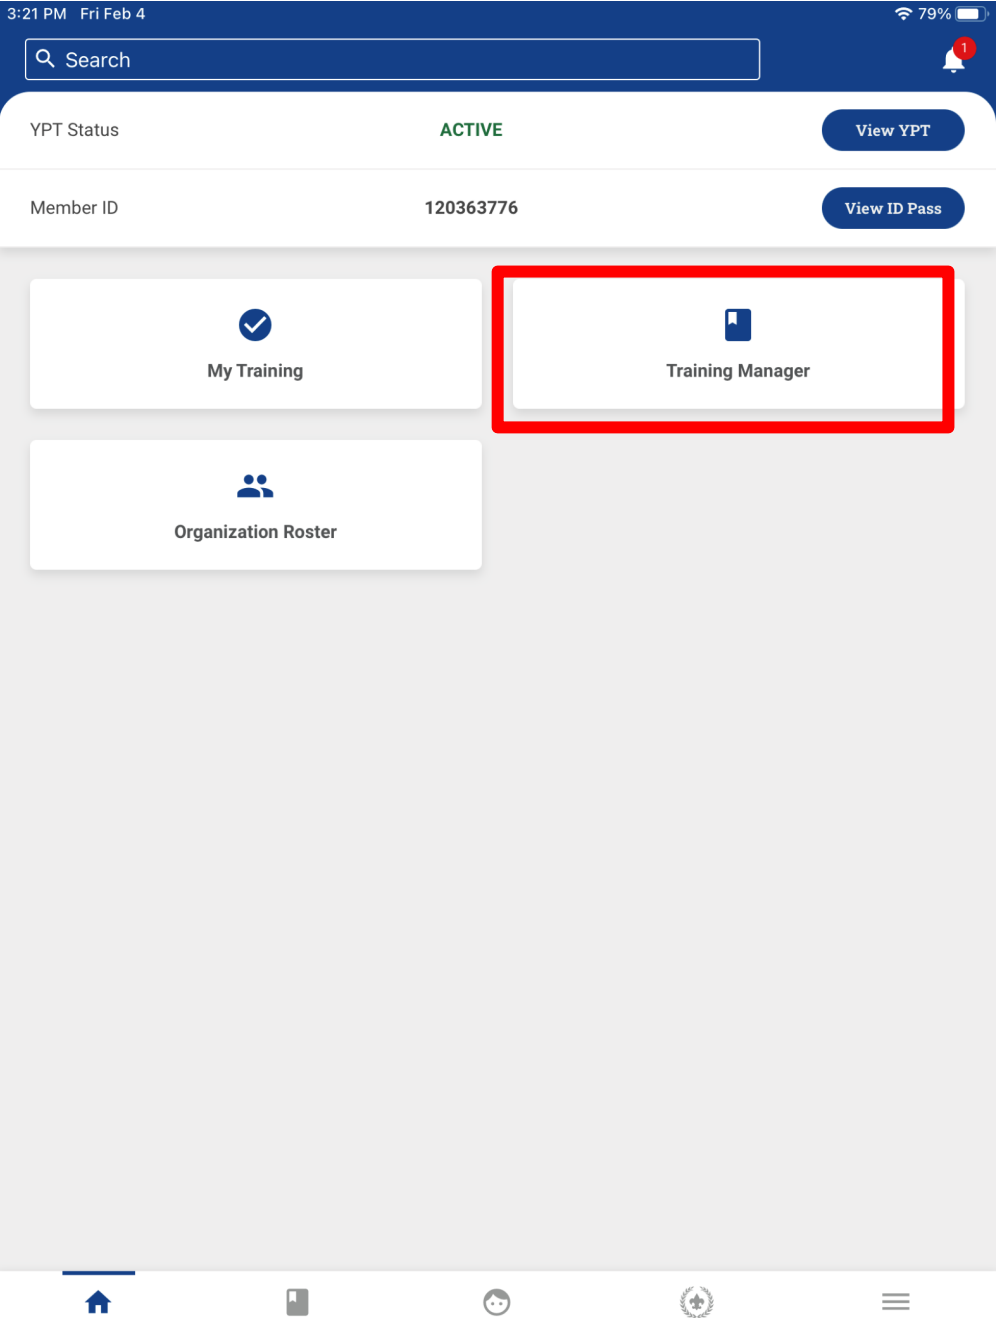 3:21 PM Fri Feb 4 79%
Search 1
YPT Status ACTIVE View YPT
Member ID 120363776 View ID Pass
My Training Training Manager
Organization Roster